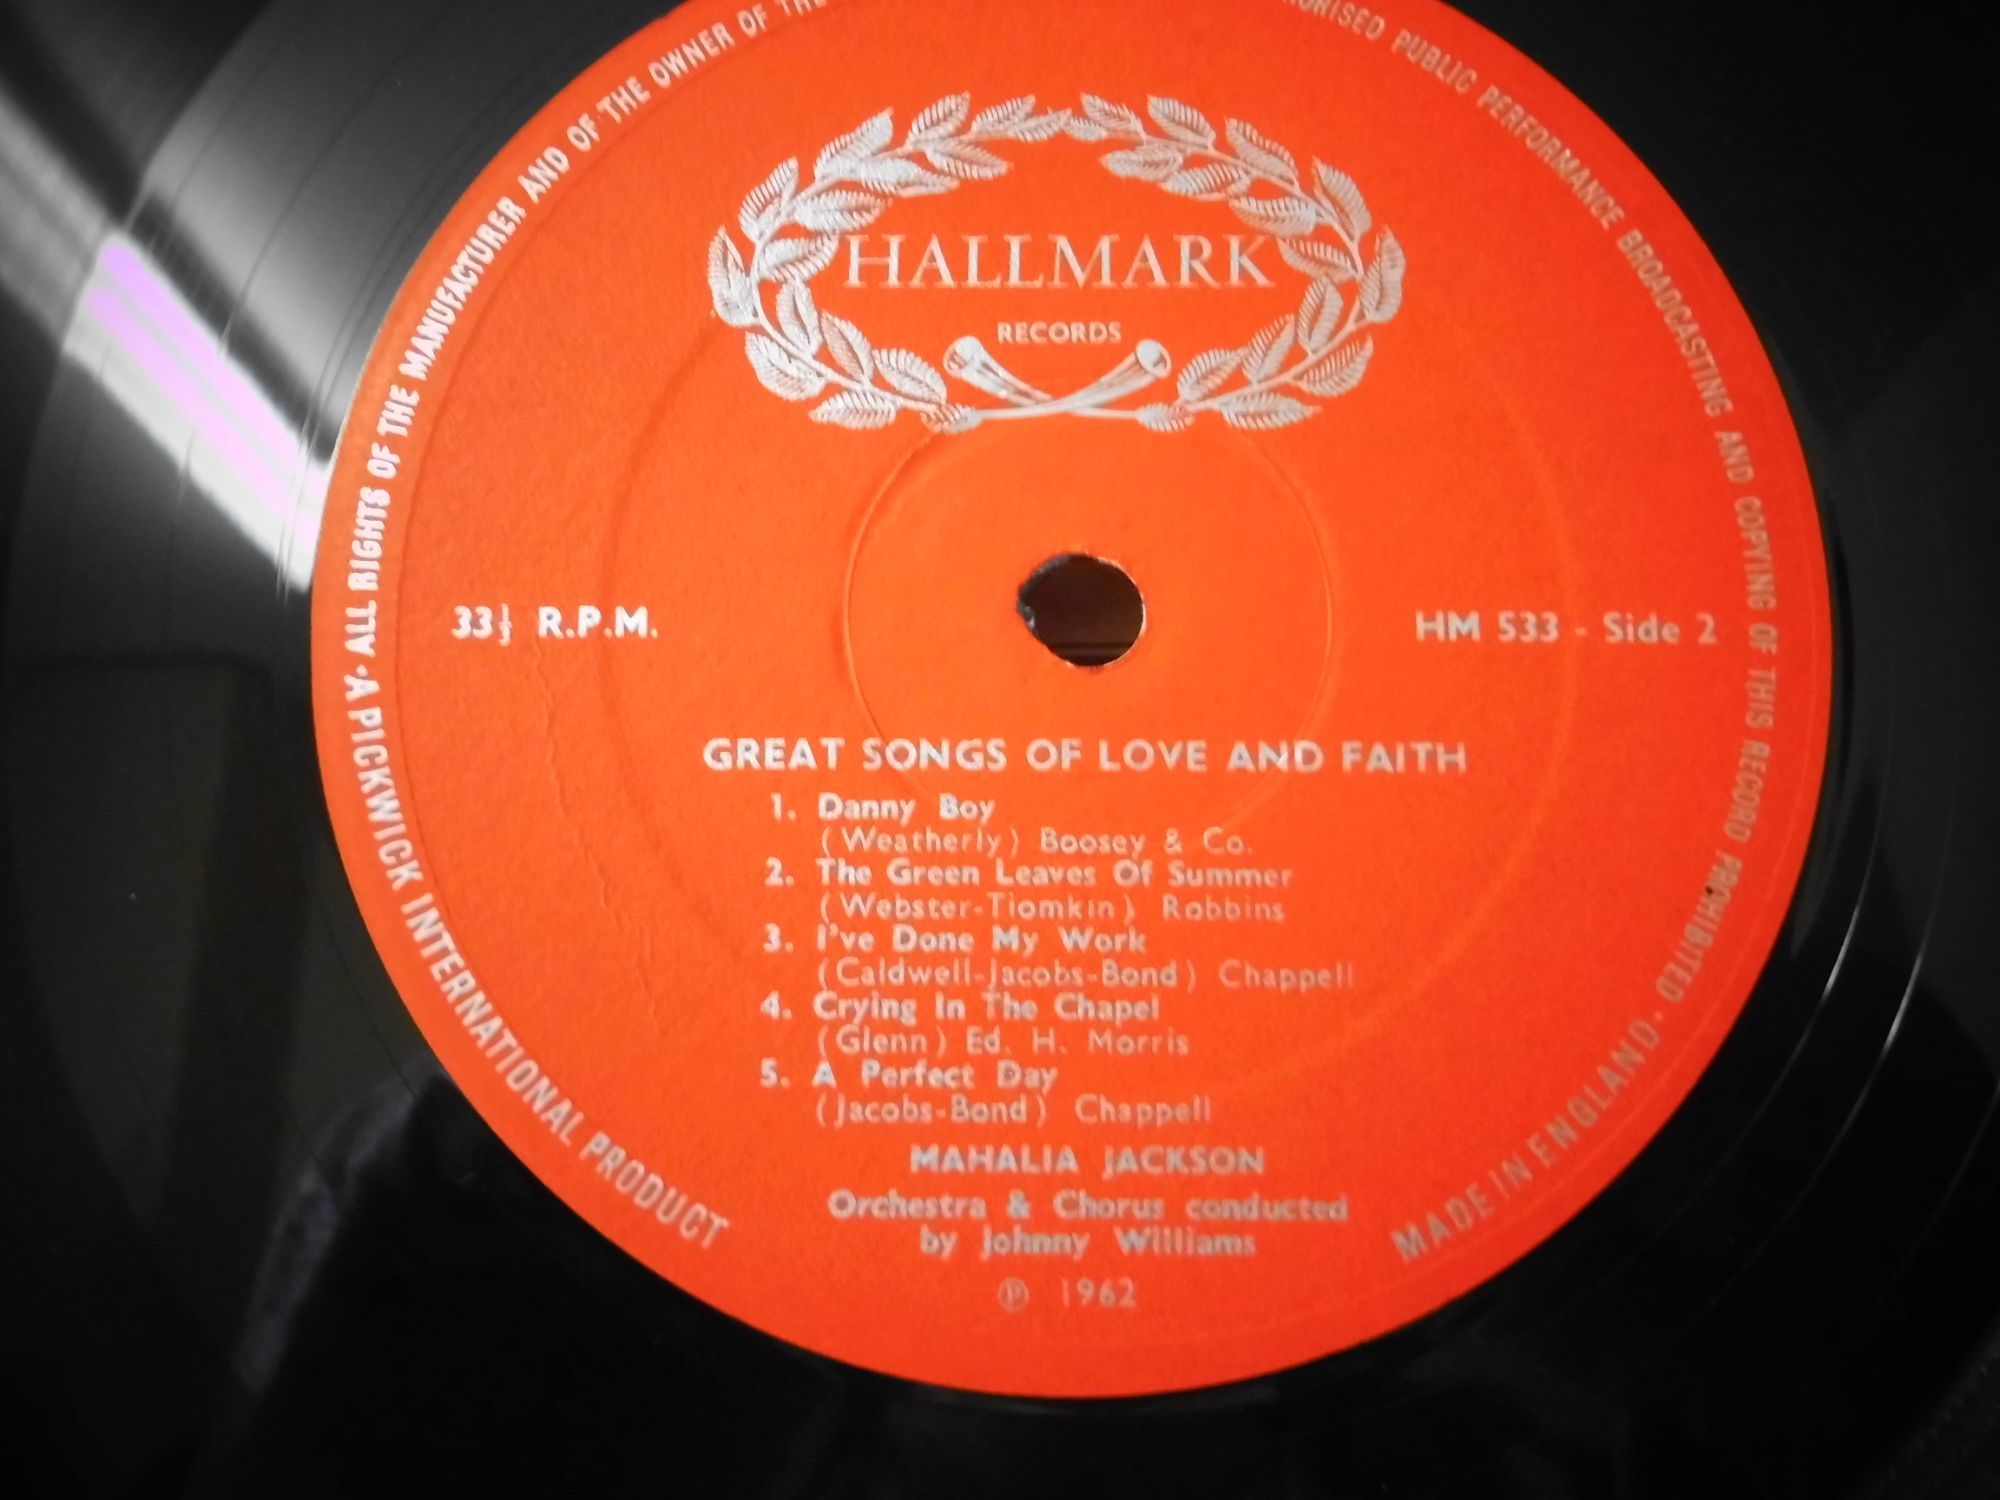 · ALL RIGHTS OF THE MANUFACTURER AND OF THE OWNER OF THE
PUBLIC PERFORMANCE BROADCASTING AND COPYING OF THIS RECORD PROHIBITED ·
HALLMARK
RECORDS
33⅓ R.P.M.
HM 533 - Side 2
GREAT SONGS OF LOVE AND FAITH
1. Danny Boy
(Weatherly) Boosey & Co.
2. The Green Leaves Of Summer
(Webster-Tiomkin) Robbins
3. I've Done My Work
(Caldwell-Jacobs-Bond) Chappell
4. Crying In The Chapel
(Glenn) Ed. H. Morris
5. A Perfect Day
(Jacobs-Bond) Chappell
MAHALIA JACKSON
Orchestra & Chorus conducted
by Johnny Williams
℗ 1962
A PICKWICK INTERNATIONAL PRODUCT
MADE IN ENGLAND